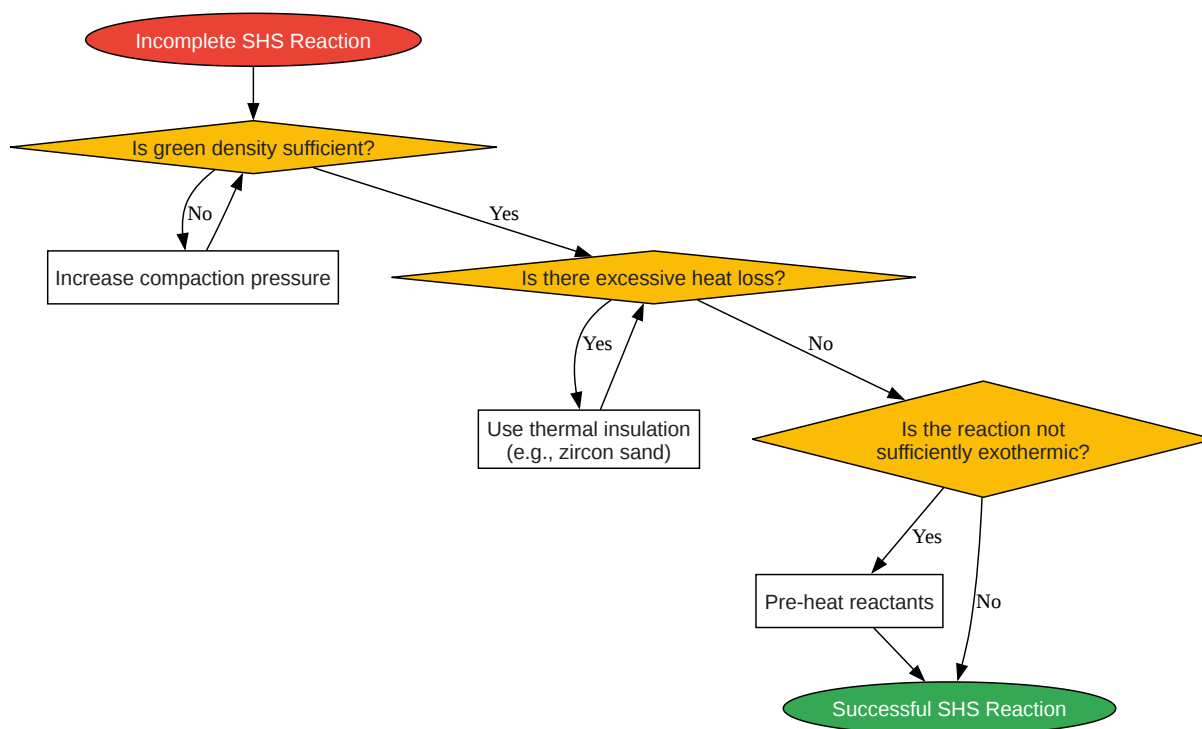 Incomplete SHS Reaction
Is green density sufficient?
No
Yes
Increase compaction pressure
Is there excessive heat loss?
Yes
No
Use thermal insulation
(e.g., zircon sand)
Is the reaction not
sufficiently exothermic?
Yes
Pre-heat reactants
No
Successful SHS Reaction